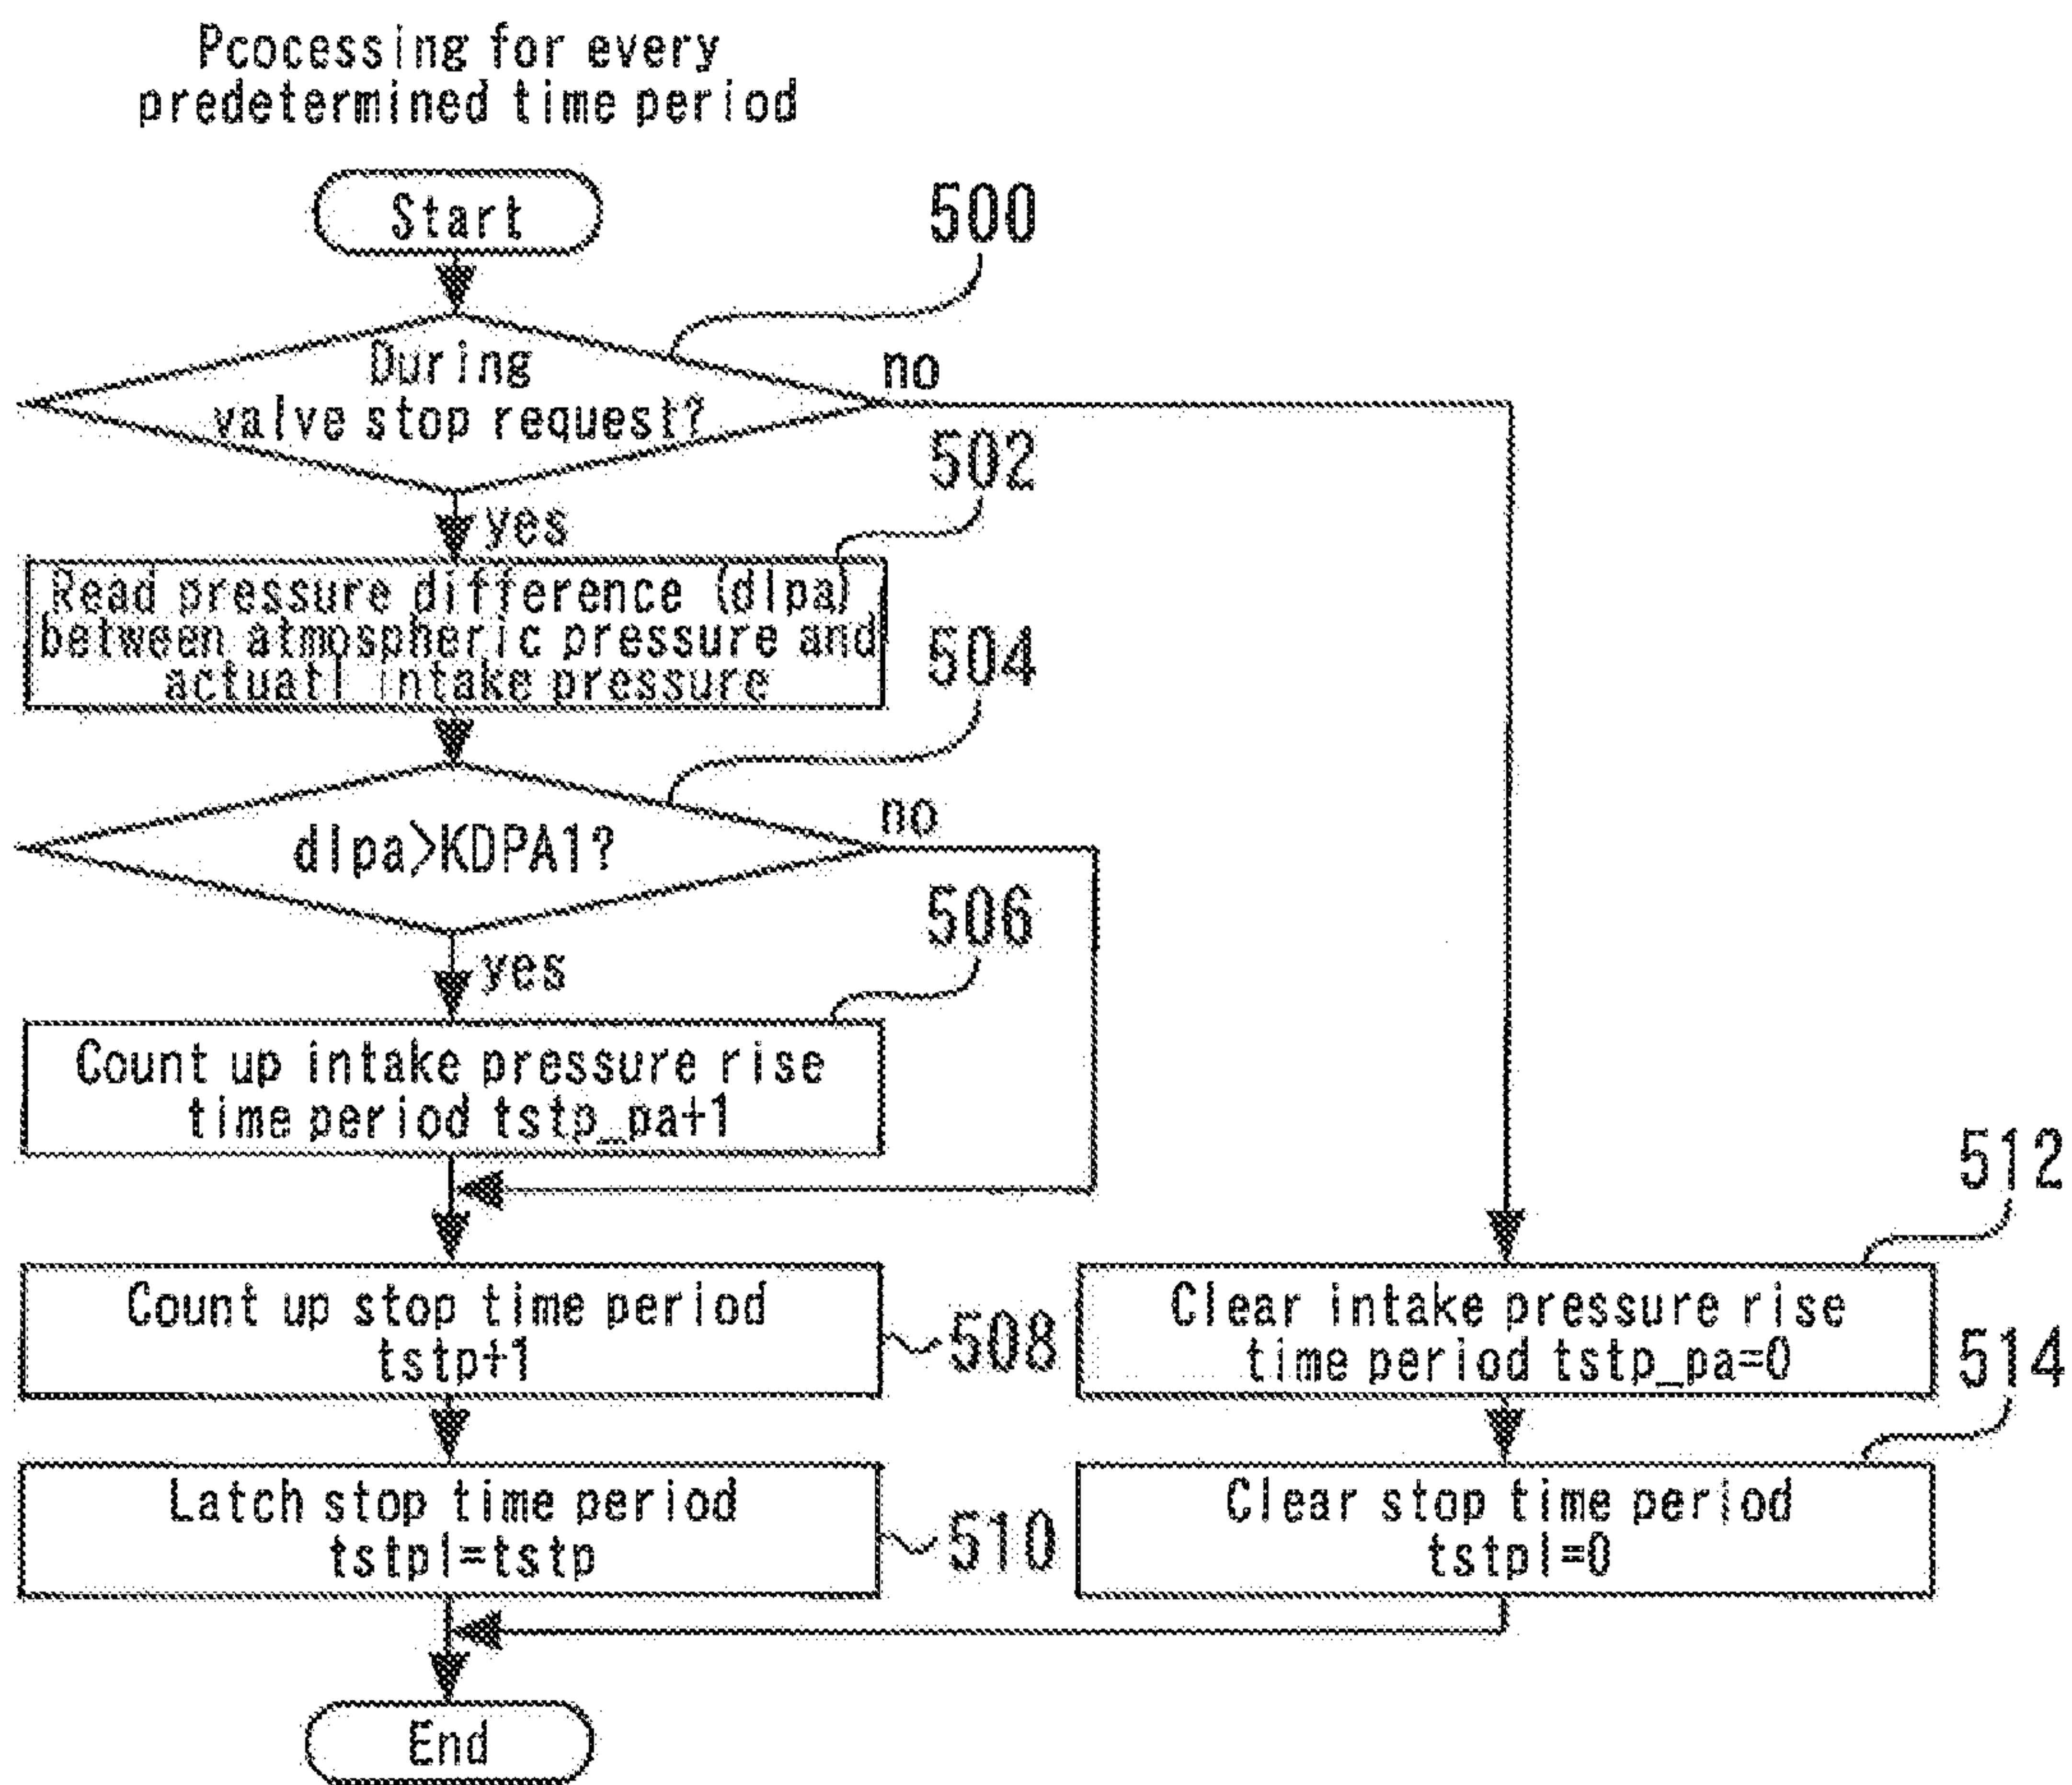 Pcocessing for every
predetermined time period
Start
500
During
valve stop request?
no
502
yes
Read pressure difference (dlpa)
between atmospheric pressure and
actuatl intake pressure
504
dlpa>KDPA1?
no
506
yes
Count up intake pressure rise
time period tstp_pa+1
512
Count up stop time period
tstp+1
508
Clear intake pressure rise
time period tstp_pa=0
514
Latch stop time period
tstpl=tstp
510
Clear stop time period
tstpl=0
End